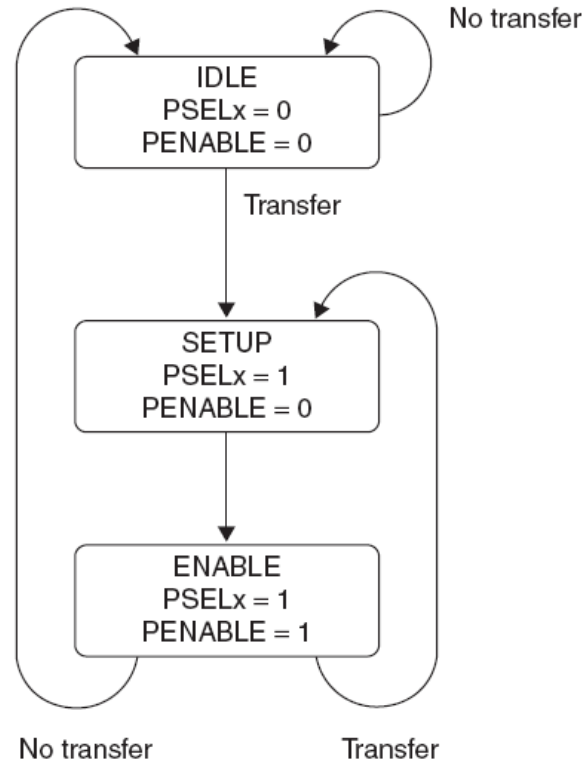 No transfer
IDLE
PSELx = 0
PENABLE = 0
Transfer
SETUP
PSELx = 1
PENABLE = 0
ENABLE
PSELx = 1
PENABLE = 1
No transfer
Transfer